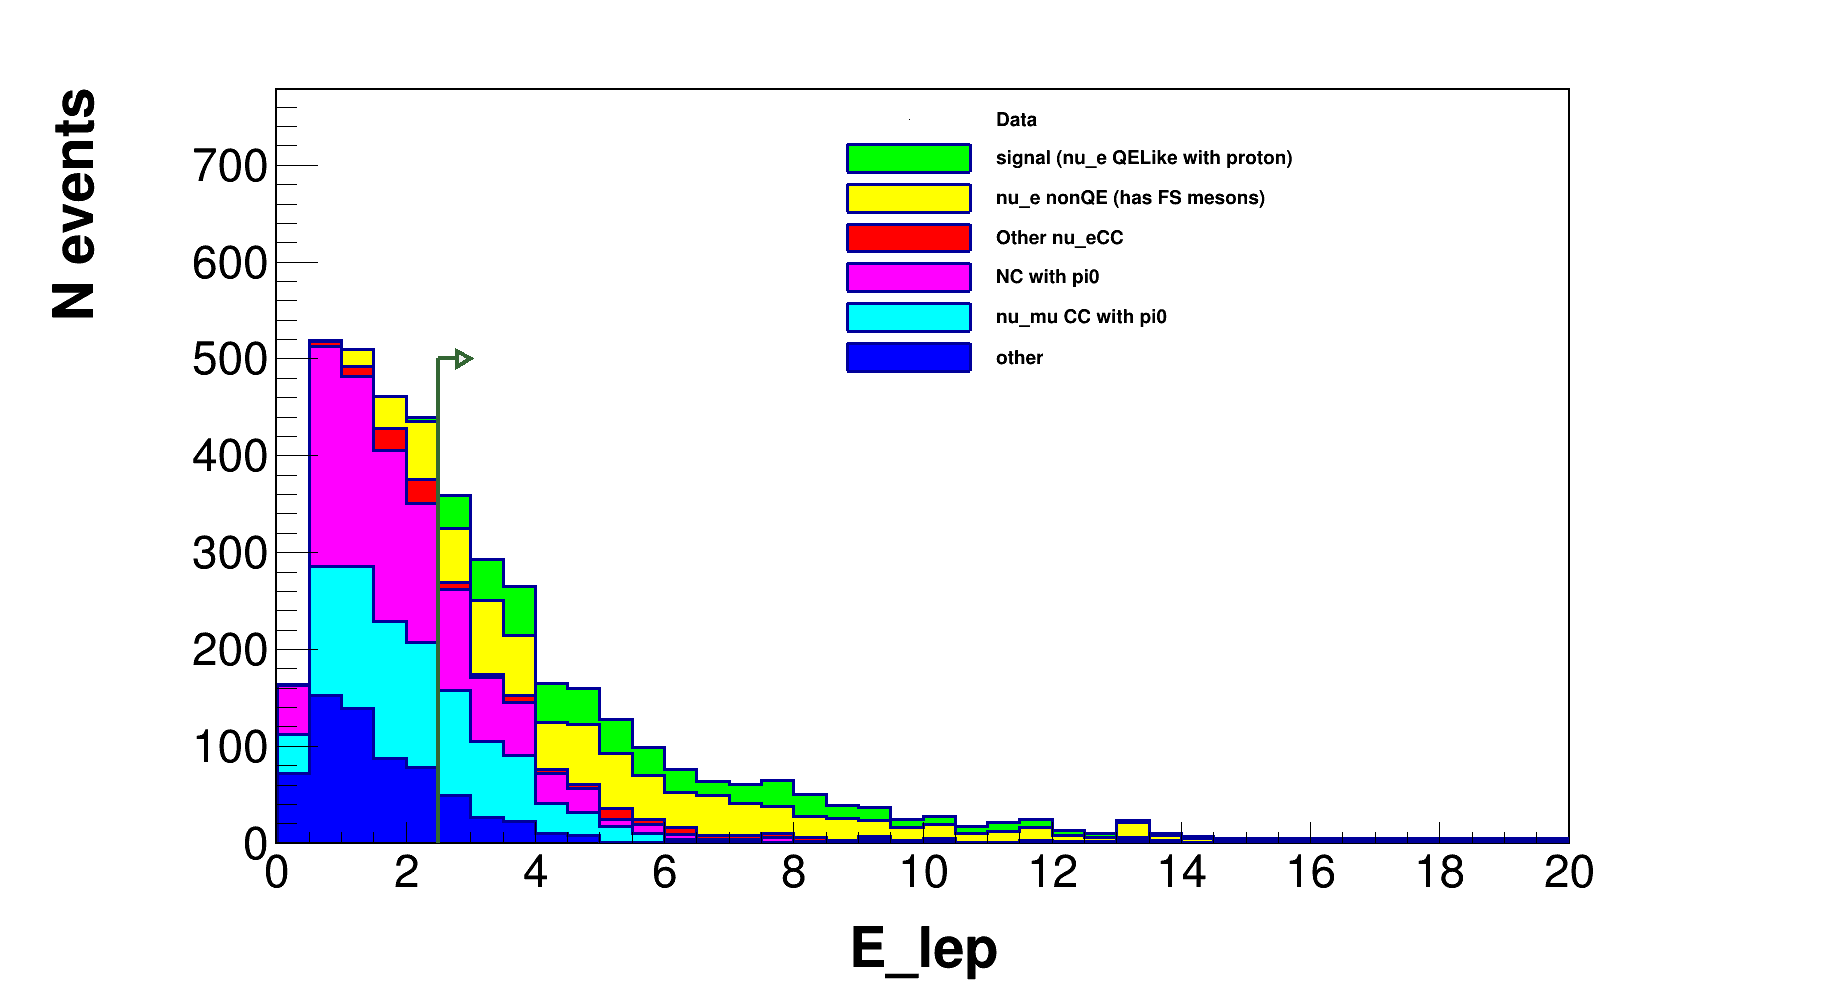 N events
700
600
500
400
300
200
100
0
Data
signal (nu_e QELike with proton)
nu_e nonQE (has FS mesons)
Other nu_eCC
NC with pi0
nu_mu CC with pi0
other
0 2 4 6 8 10 12 14 16 18 20
E_lep